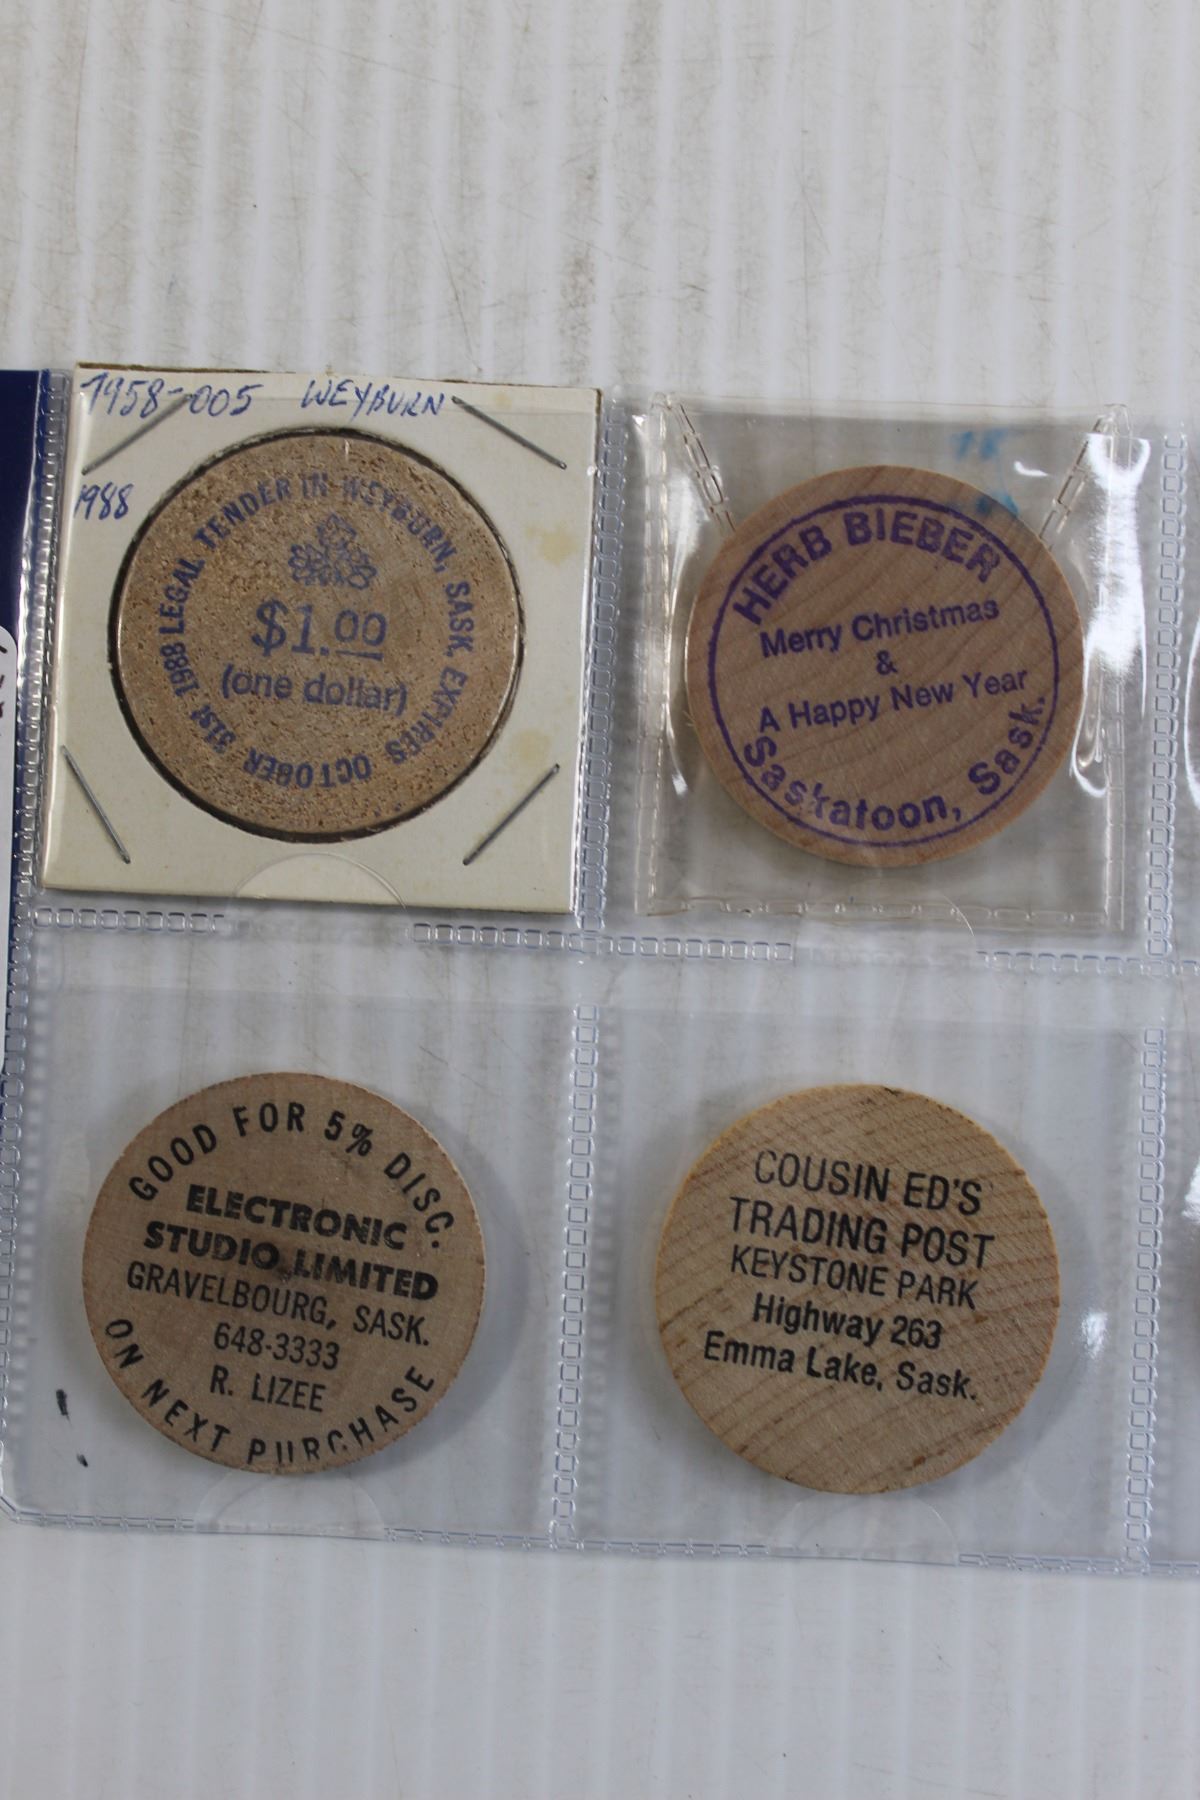 7958-005 WEYBURN
1988
LEGAL TENDER IN WEYBURN, SASK. EXPIRES OCTOBER 31st 1988
$1.00
(one dollar)
HERB BIEBER
Merry Christmas
&
A Happy New Year
Saskatoon, Sask.
GOOD FOR 5% DISC.
ELECTRONIC
STUDIO LIMITED
GRAVELBOURG, SASK.
648-3333
R. LIZEE
ON NEXT PURCHASE
COUSIN ED'S
TRADING POST
KEYSTONE PARK
Highway 263
Emma Lake, Sask.